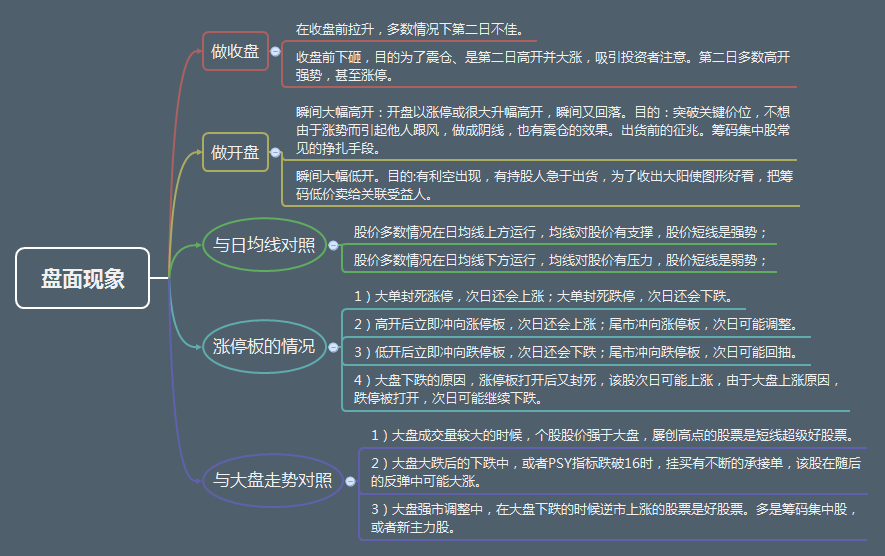 做收盘
在收盘前拉升，多数情况下第二日不佳。
收盘前下砸，目的为了震仓、是第二日高开并大涨，吸引投资者注意。第二日多数高开
强势，甚至涨停。
做开盘
瞬间大幅高开：开盘以涨停或很大升幅高开，瞬间又回落。目的：突破关键价位，不想
由于涨势而引起他人跟风，做成阴线，也有震仓的效果。出货前的征兆。筹码集中股常
见的挣扎手段。
瞬间大幅低开。目的:有利空出现，有持股人急于出货，为了收出大阳使图形好看，把筹
码低价卖给关联受益人。
盘面现象
与日均线对照
股价多数情况在日均线上方运行，均线对股价有支撑，股价短线是强势；
股价多数情况在日均线下方运行，均线对股价有压力，股价短线是弱势；
涨停板的情况
1）大单封死涨停，次日还会上涨；大单封死跌停，次日还会下跌。
2）高开后立即冲向涨停板，次日还会上涨；尾市冲向涨停板，次日可能调整。
3）低开后立即冲向跌停板，次日还会下跌；尾市冲向跌停板，次日可能回抽。
4）大盘下跌的原因，涨停板打开后又封死，该股次日可能上涨，由于大盘上涨原因，
跌停被打开，次日可能继续下跌。
与大盘走势对照
1）大盘成交量较大的时候，个股股价强于大盘，屡创高点的股票是短线超级好股票。
2）大盘大跌后的下跌中，或者PSY指标跌破16时，挂买有不断的承接单，该股在随后
的反弹中可能大涨。
3）大盘强市调整中，在大盘下跌的时候逆市上涨的股票是好股票。多是筹码集中股，
或者新主力股。